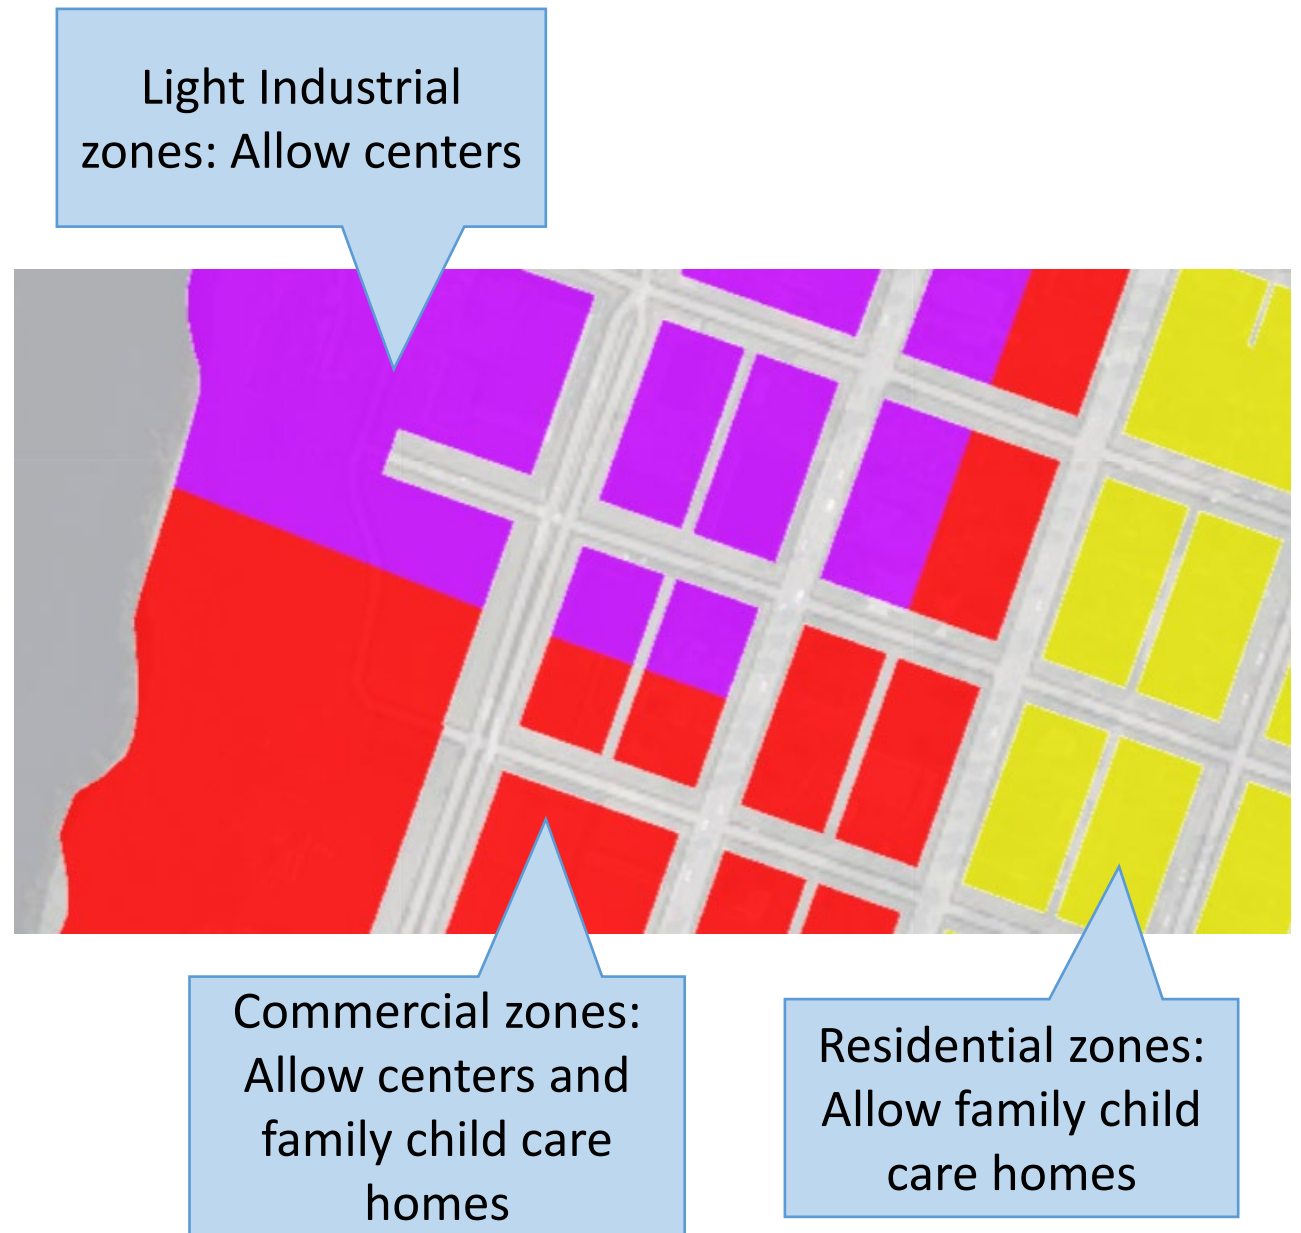 Light Industrial
zones: Allow centers
Commercial zones:
Allow centers and
family child care
homes
Residential zones:
Allow family child
care homes